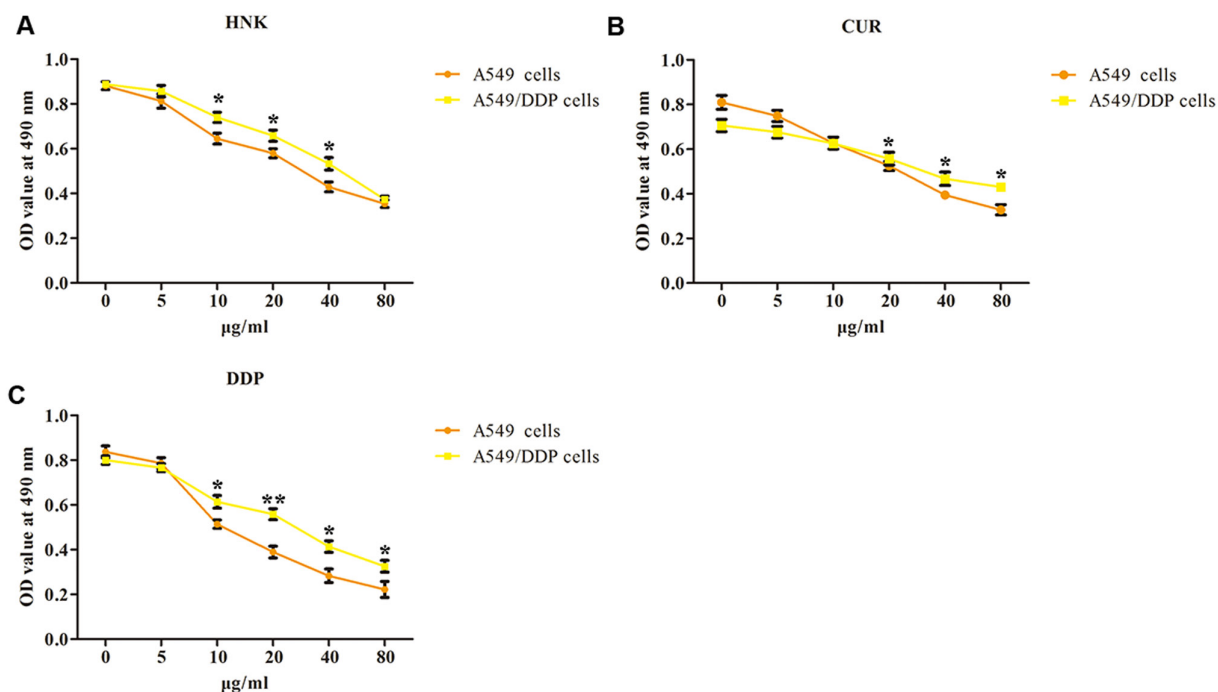 A
HNK
1.0
0.8
0.6
0.4
0.2
0.0
OD value at 490 nm
* * *
0 5 10 20 40 80
µg/ml
A549 cells
A549/DDP cells
B
CUR
1.0
0.8
0.6
0.4
0.2
0.0
OD value at 490 nm
* * *
0 5 10 20 40 80
µg/ml
A549 cells
A549/DDP cells
C
DDP
1.0
0.8
0.6
0.4
0.2
0.0
OD value at 490 nm
* ** * *
0 5 10 20 40 80
µg/ml
A549 cells
A549/DDP cells